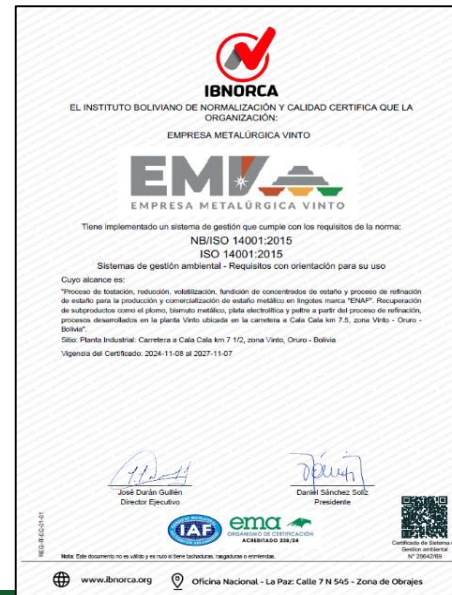 IBNORCA
EL INSTITUTO BOLIVIANO DE NORMALIZACIÓN Y CALIDAD CERTIFICA QUE LA
ORGANIZACIÓN:
EMPRESA METALÚRGICA VINTO
EMV
EMPRESA METALÚRGICA VINTO
Tiene implementado un sistema de gestión que cumple con los requisitos de la norma:
NB/ISO 14001:2015
ISO 14001:2015
Sistemas de gestión ambiental - Requisitos con orientación para su uso
Cuyo alcance es:
"Proceso de tostación, reducción, volatilización, fundición de concentrados de estaño y proceso de refinación
de estaño para la producción y comercialización de estaño metálico en lingotes marca "ENAF". Recuperación
de subproductos como el plomo, bismuto metálico, plata electrolítica y peltre a partir del proceso de refinación,
procesos desarrollados en la planta Vinto ubicada en la carretera a Cala Cala km 7.5, zona Vinto - Oruro -
Bolivia".
Sitio: Planta Industrial: Carretera a Cala Cala km 7 1/2, zona Vinto, Oruro - Bolivia
Vigencia del Certificado: 2024-11-08 al 2027-11-07
José Durán Guillén
Director Ejecutivo
Daniel Sánchez Soliz
Presidente
IAF
ema
ORGANISMO DE CERTIFICACIÓN
ACREDITADO
Certificado de Sistema de
Gestión ambiental
Nota: Este documento no es válido y es nulo si tiene tachaduras, rasgaduras o enmiendas.
www.ibnorca.org
Oficina Nacional - La Paz: Calle 7 N 545 - Zona de Obrajes